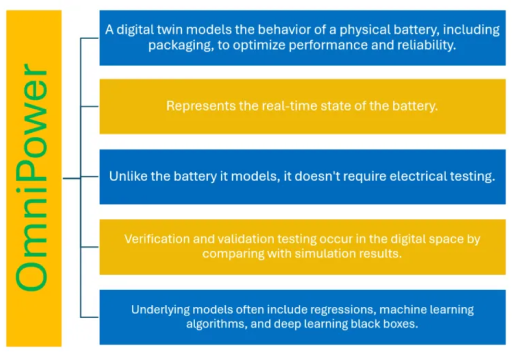 OmniPower
A digital twin models the behavior of a physical battery, including
packaging, to optimize performance and reliability.
Represents the real-time state of the battery.
Unlike the battery it models, it doesn't require electrical testing.
Verification and validation testing occur in the digital space by
comparing with simulation results.
Underlying models often include regressions, machine learning
algorithms, and deep learning black boxes.